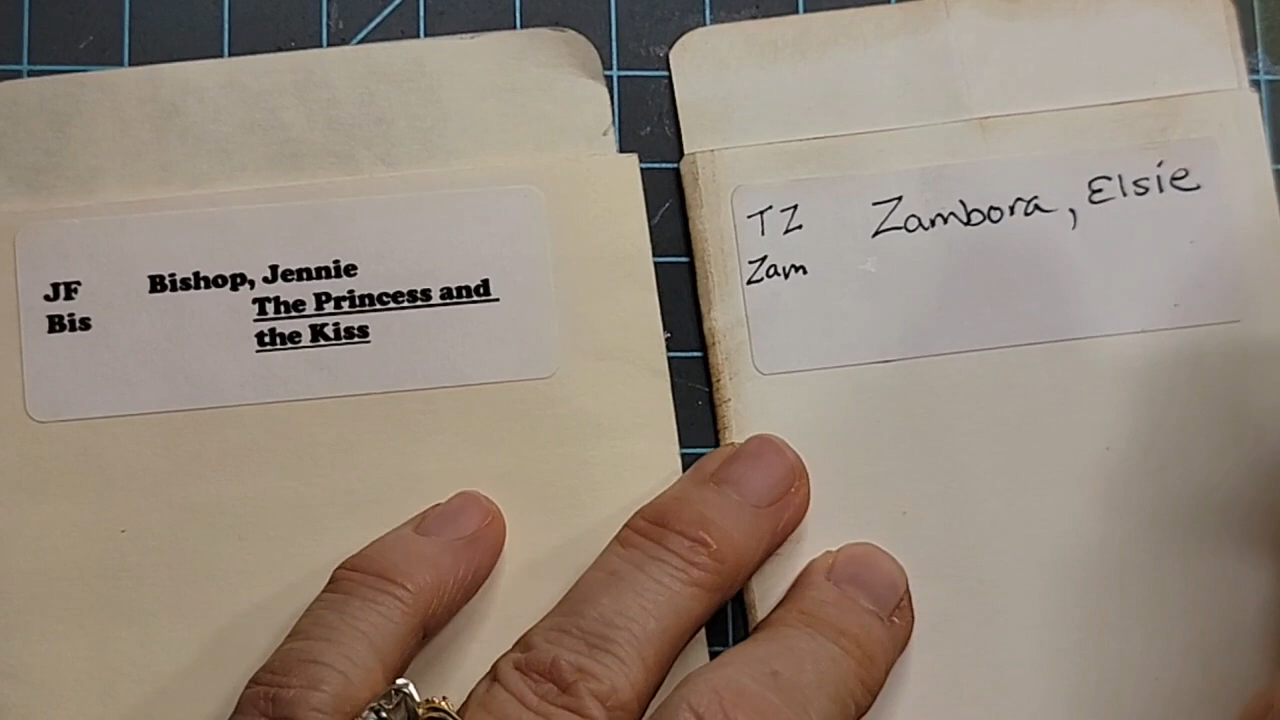 JF Bishop, Jennie
Bis The Princess and
the Kiss
TZ Zambora, Elsie
Zam